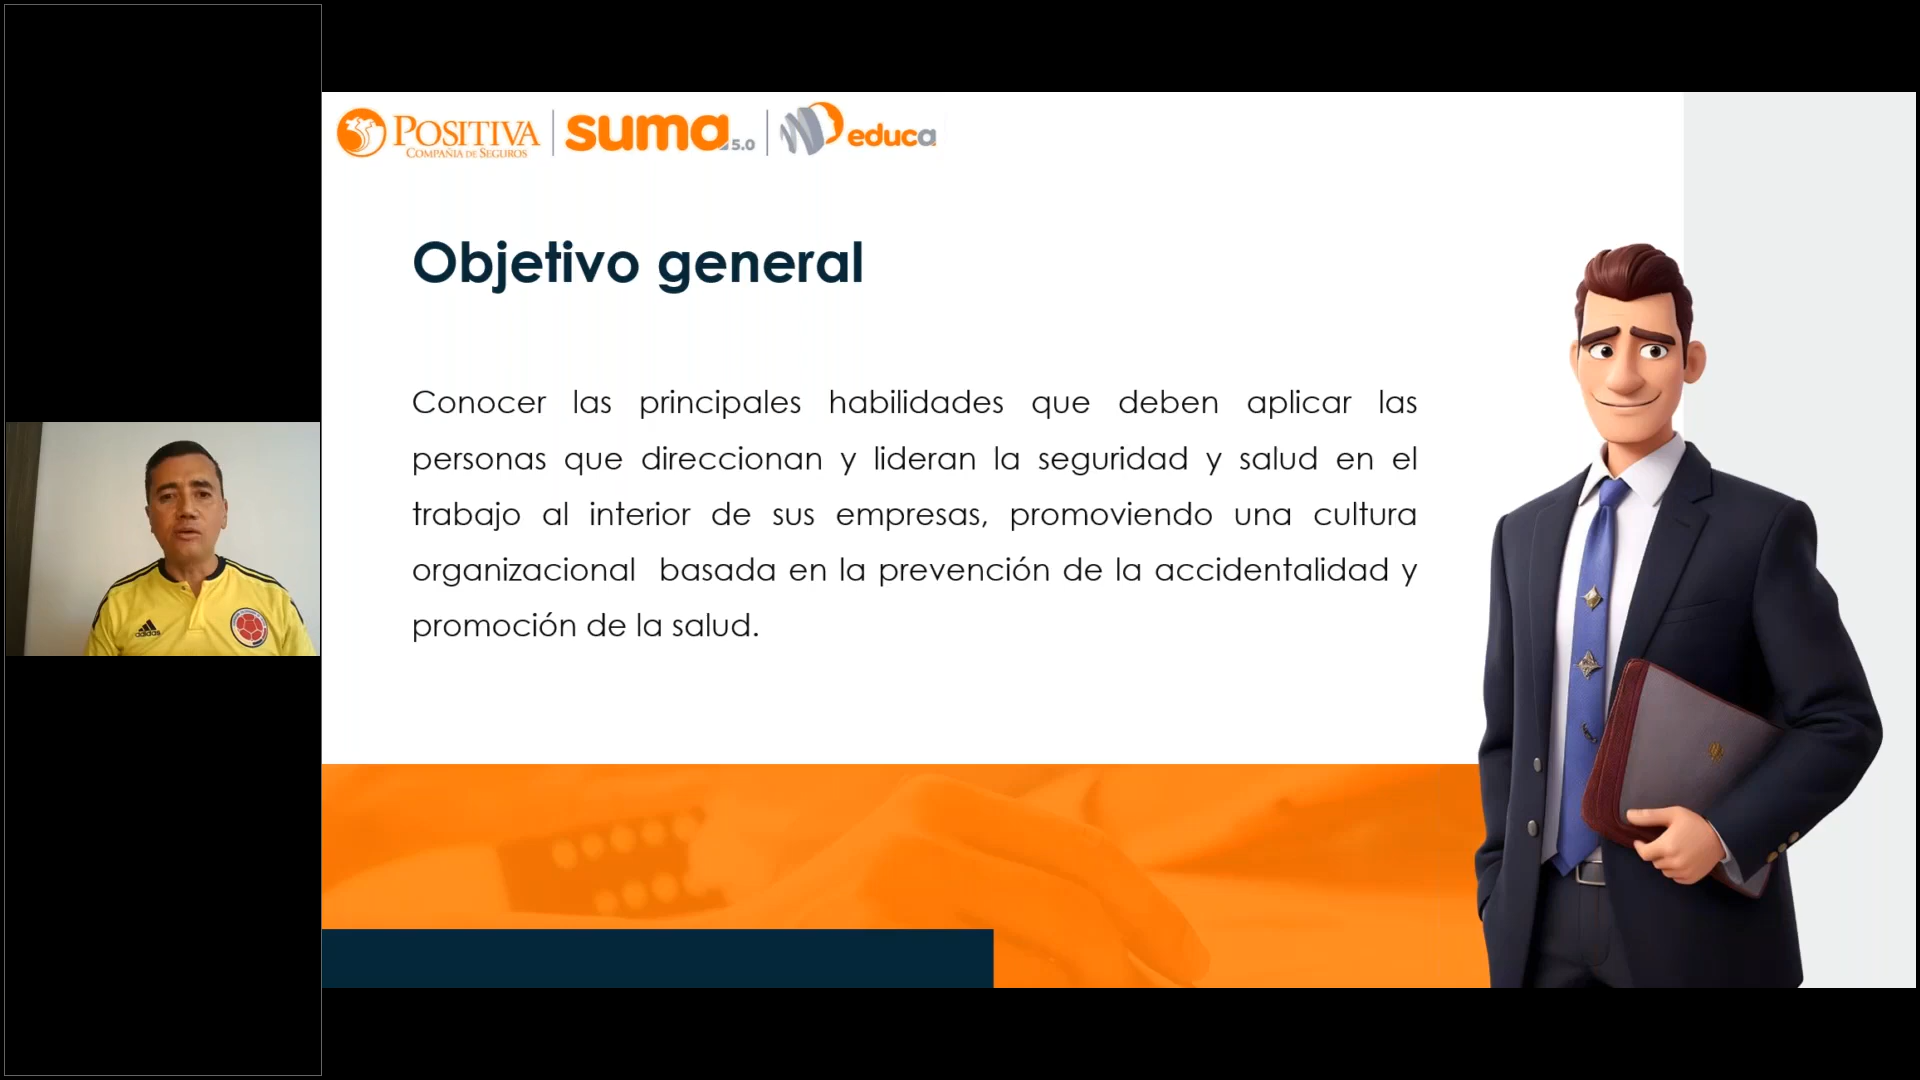 POSITIVA
COMPAÑIA DE SEGUROS
suma 5.0
educa
Objetivo general
Conocer las principales habilidades que deben aplicar las
personas que direccionan y lideran la seguridad y salud en el
trabajo al interior de sus empresas, promoviendo una cultura
organizacional basada en la prevención de la accidentalidad y
promoción de la salud.
adidas